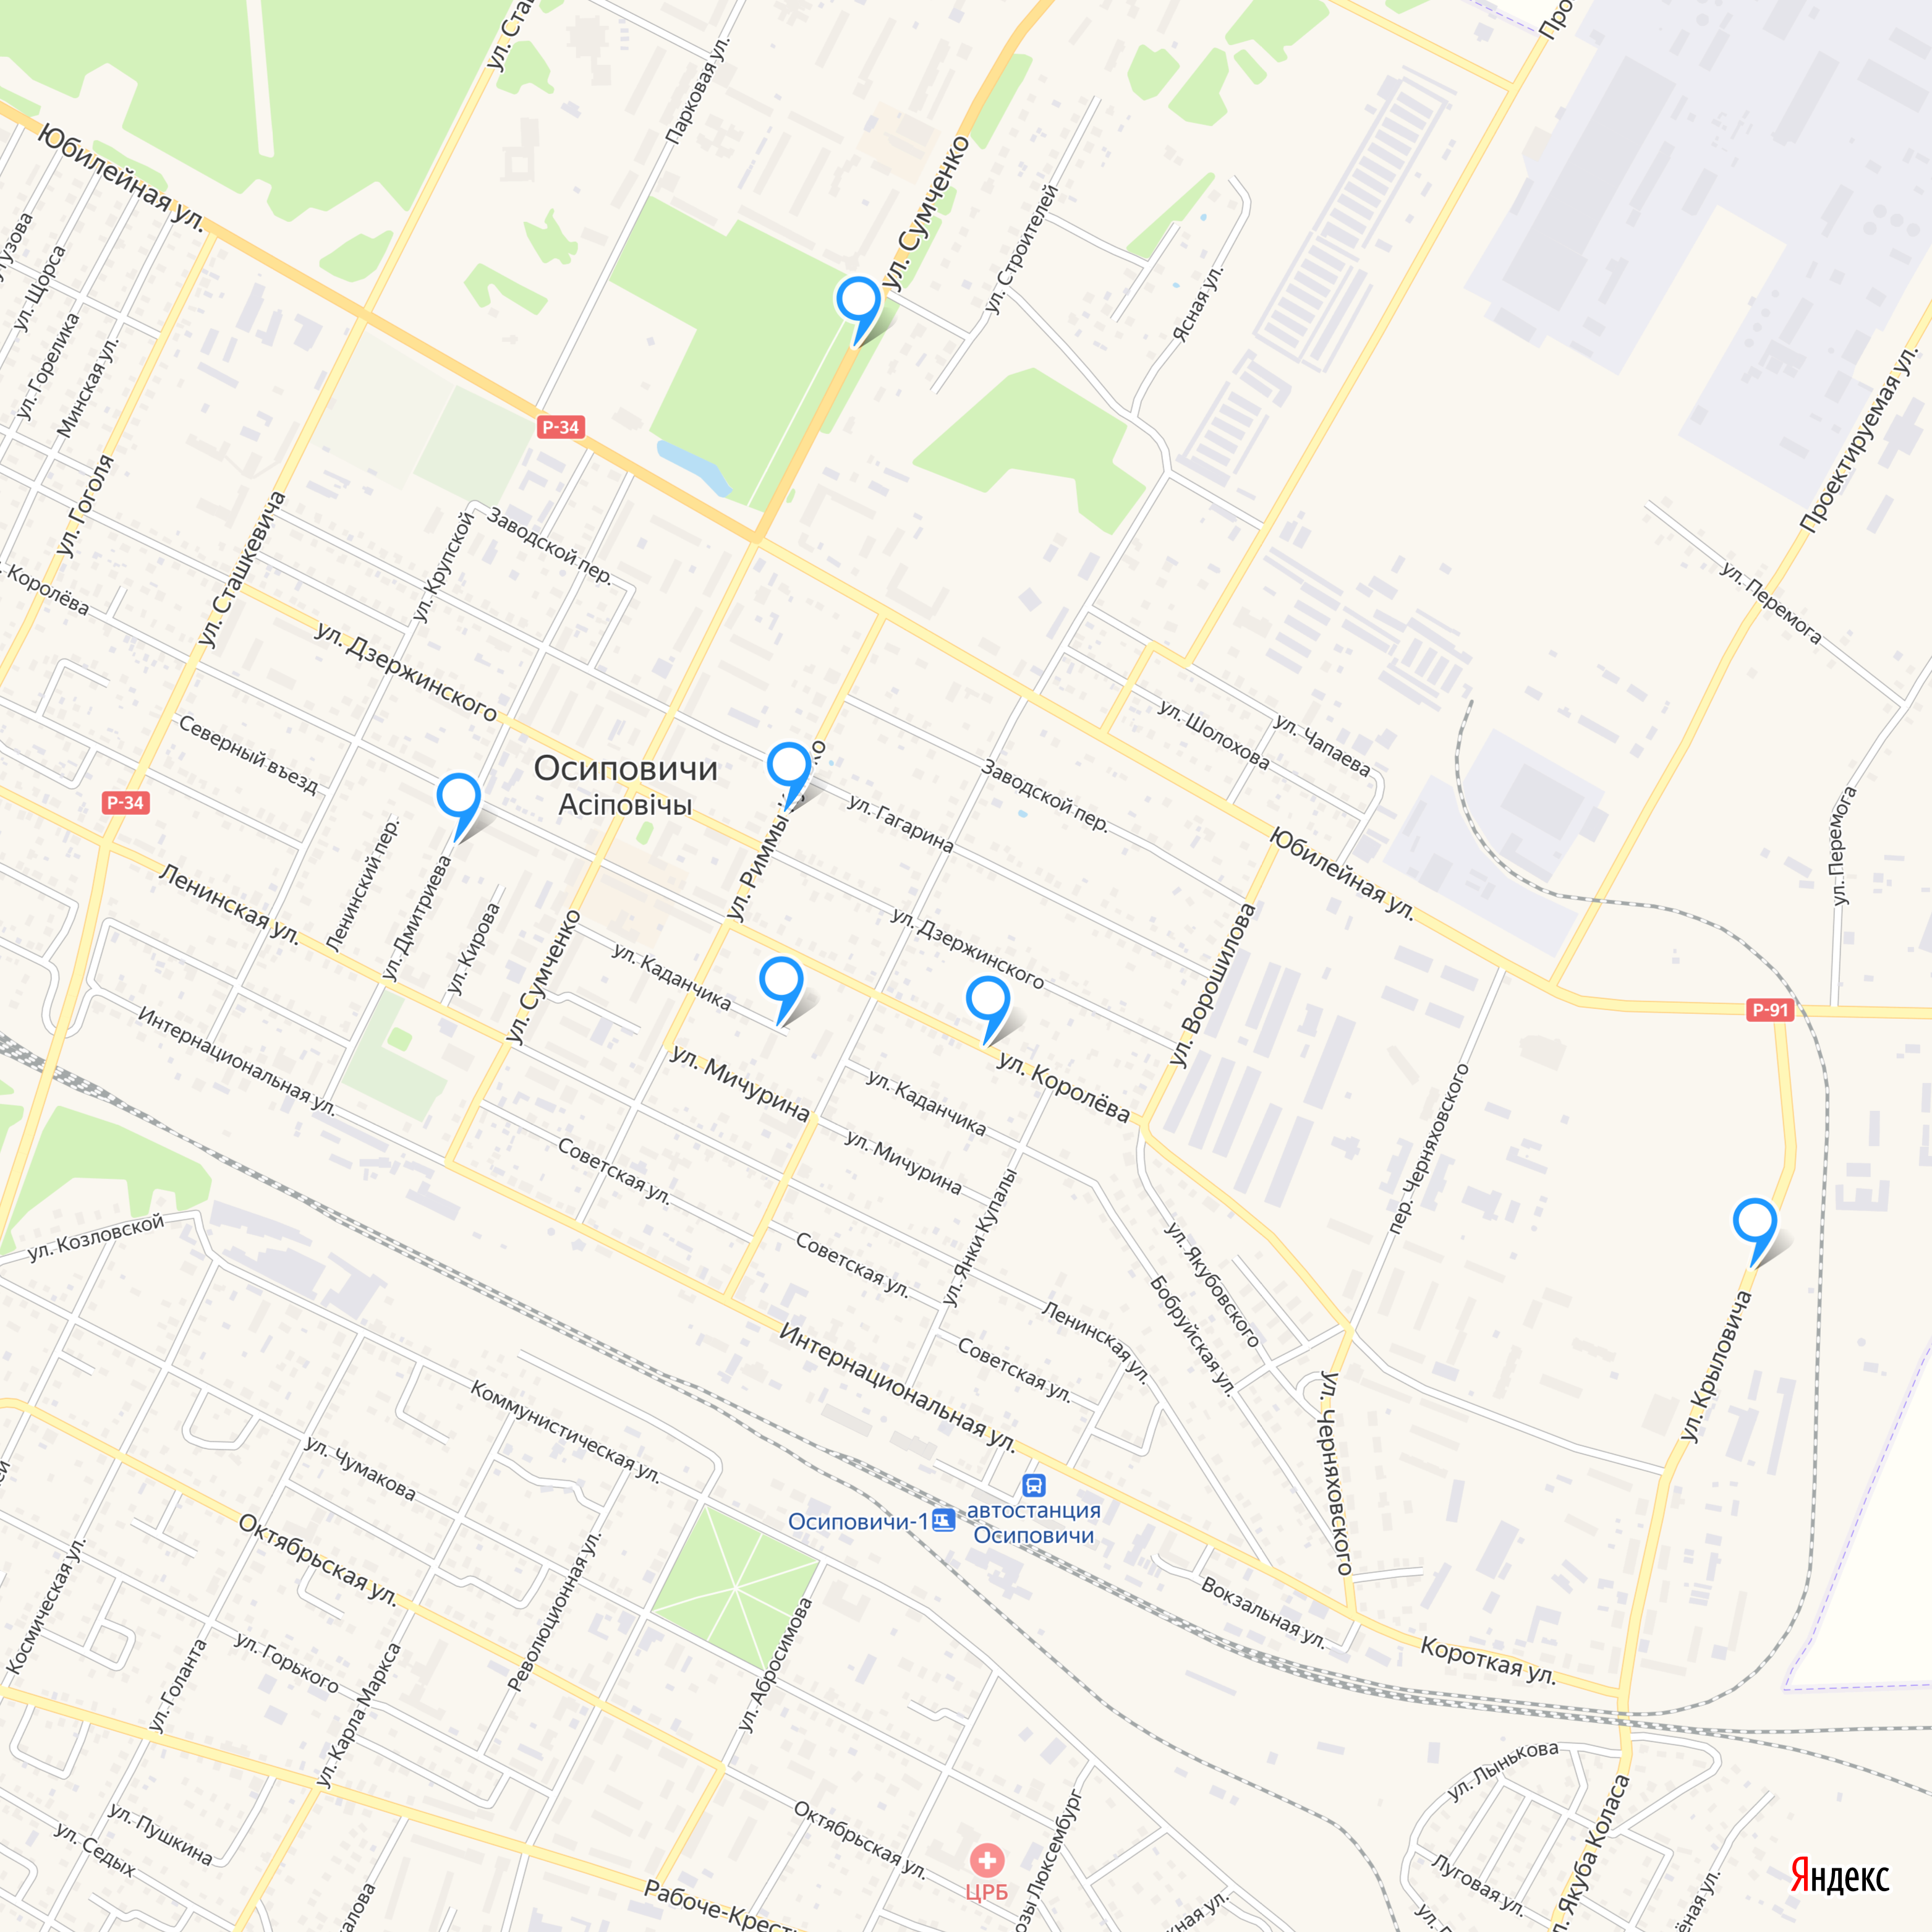 ул. Ста
Парковая ул.
Про
Юбилейная ул.
ул. Сумченко
ул. Строителей
Ясная ул.
ул. Щорса
ул. Горелика
Минская ул.
Р-34
Проектируемая ул.
ул. Гоголя
ул. Сташкевича
ул. Крупской
Заводской пер.
Королёва
ул. Дзержинского
ул. Перемога
ул. Шолохова
ул. Чапаева
Северный въезд
Осиповичи
Асіповічы
Р-34
ул. Риммы
ул. Гагарина
Заводской пер.
Юбилейная ул.
ул. Перемога
Ленинская ул.
Ленинский пер.
ул. Дмитриева
ул. Кирова
ул. Сумченко
ул. Каданчика
ул. Дзержинского
ул. Ворошилова
Р-91
Интернациональная ул.
ул. Мичурина
ул. Королёва
ул. Каданчика
пер. Черняховского
ул. Мичурина
Советская ул.
ул. Козловской
ул. Янки Купалы
ул. Якубовского
Советская ул.
Бобруйская ул.
Ленинская ул.
ул. Крыловича
Интернациональная ул.
Советская ул.
Коммунистическая ул.
ул. Черняховского
ул. Чумакова
Осиповичи-1
автостанция
Осиповичи
Октябрьская ул.
Космическая ул.
Революционная ул.
Вокзальная ул.
ул. Голанта
ул. Горького
ул. Карла Маркса
ул. Абросимова
Короткая ул.
ул. Лынькова
ул. Пушкина
ул. Седых
Октябрьская ул.
ЦРБ
озы Люксембург
Луговая ул.
ул. Якуба Коласа
Рабоче-Крест
Яндекс